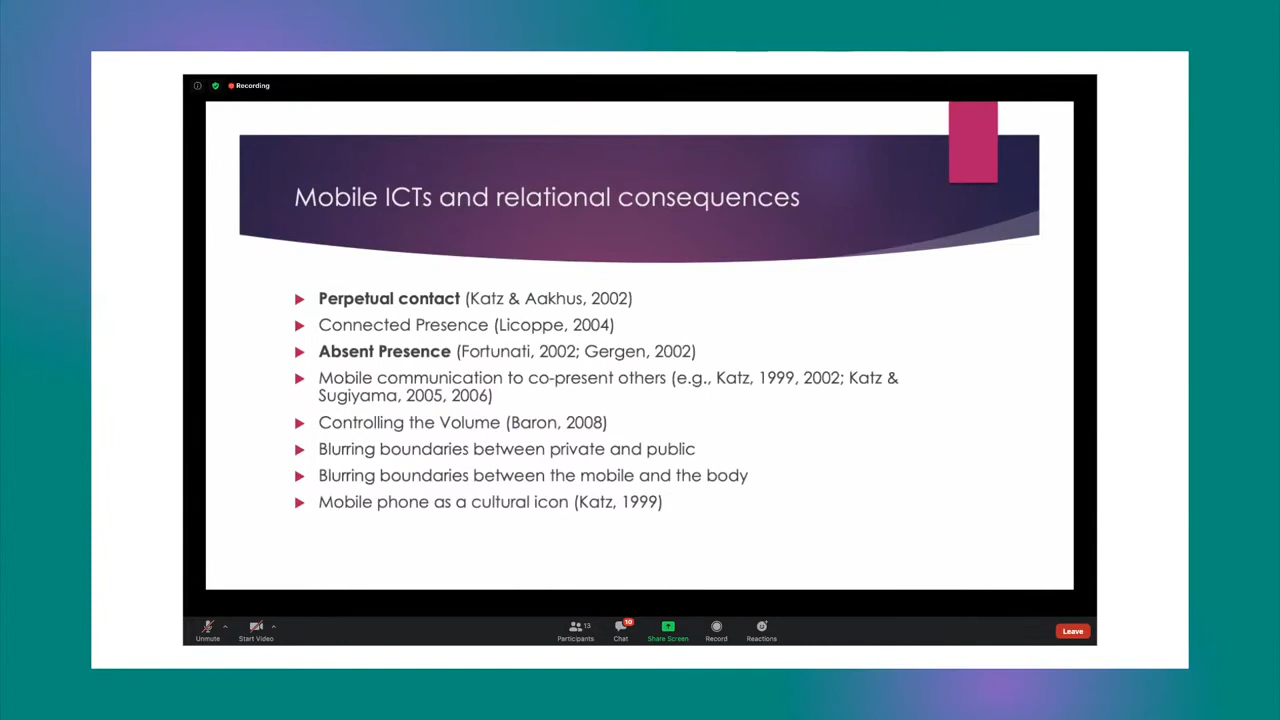 Recording
Mobile ICTs and relational consequences
Perpetual contact (Katz & Aakhus, 2002)
Connected Presence (Licoppe, 2004)
Absent Presence (Fortunati, 2002; Gergen, 2002)
Mobile communication to co-present others (e.g., Katz, 1999, 2002; Katz &
Sugiyama, 2005, 2006)
Controlling the Volume (Baron, 2008)
Blurring boundaries between private and public
Blurring boundaries between the mobile and the body
Mobile phone as a cultural icon (Katz, 1999)
Unmute Start Video Participants 13 Chat 10 Share Screen Record Reactions Leave